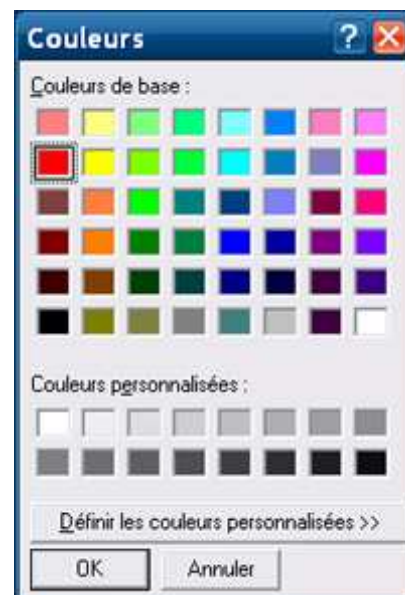 Couleurs ?
Couleurs de base :
Couleurs personnalisées :
Définir les couleurs personnalisées >>
OK Annuler